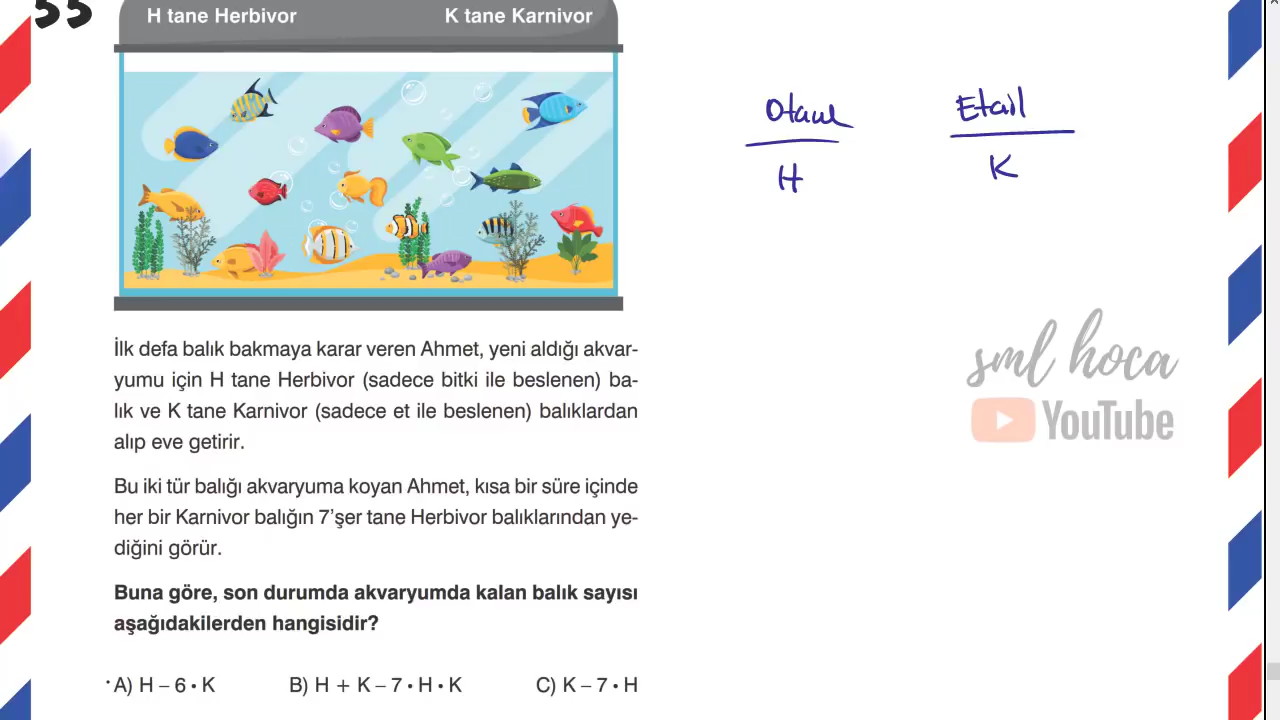 55
H tane Herbivor
K tane Karnivor
Otçul
Etçil
H
K
İlk defa balık bakmaya karar veren Ahmet, yeni aldığı akvar-
yumu için H tane Herbivor (sadece bitki ile beslenen) ba-
lık ve K tane Karnivor (sadece et ile beslenen) balıklardan
alıp eve getirir.
Bu iki tür balığı akvaryuma koyan Ahmet, kısa bir süre içinde
her bir Karnivor balığın 7'şer tane Herbivor balıklarından ye-
diğini görür.
Buna göre, son durumda akvaryumda kalan balık sayısı
aşağıdakilerden hangisidir?
A) H – 6 • K B) H + K – 7 • H • K C) K – 7 • H
sml hoca
YouTube